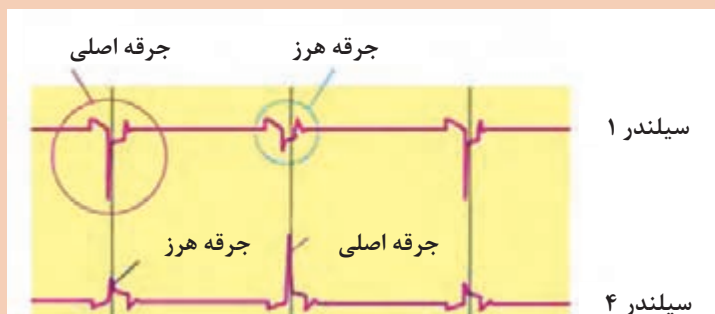 جرقه اصلی
جرقه هرز
سیلندر ۱
جرقه هرز
جرقه اصلی
سیلندر ۴